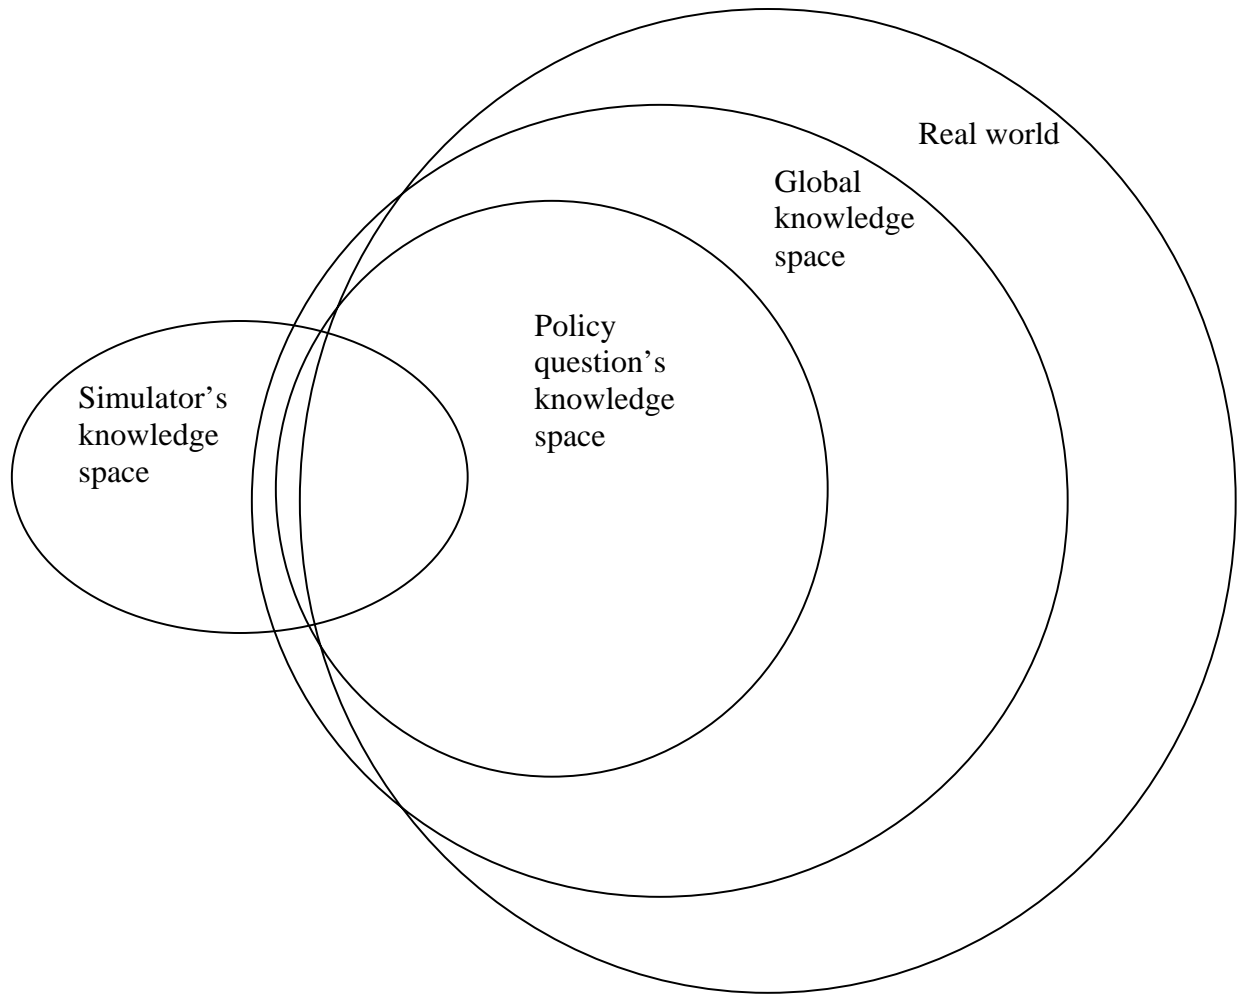 Real world
Global
knowledge
space
Policy
question’s
knowledge
space
Simulator’s
knowledge
space